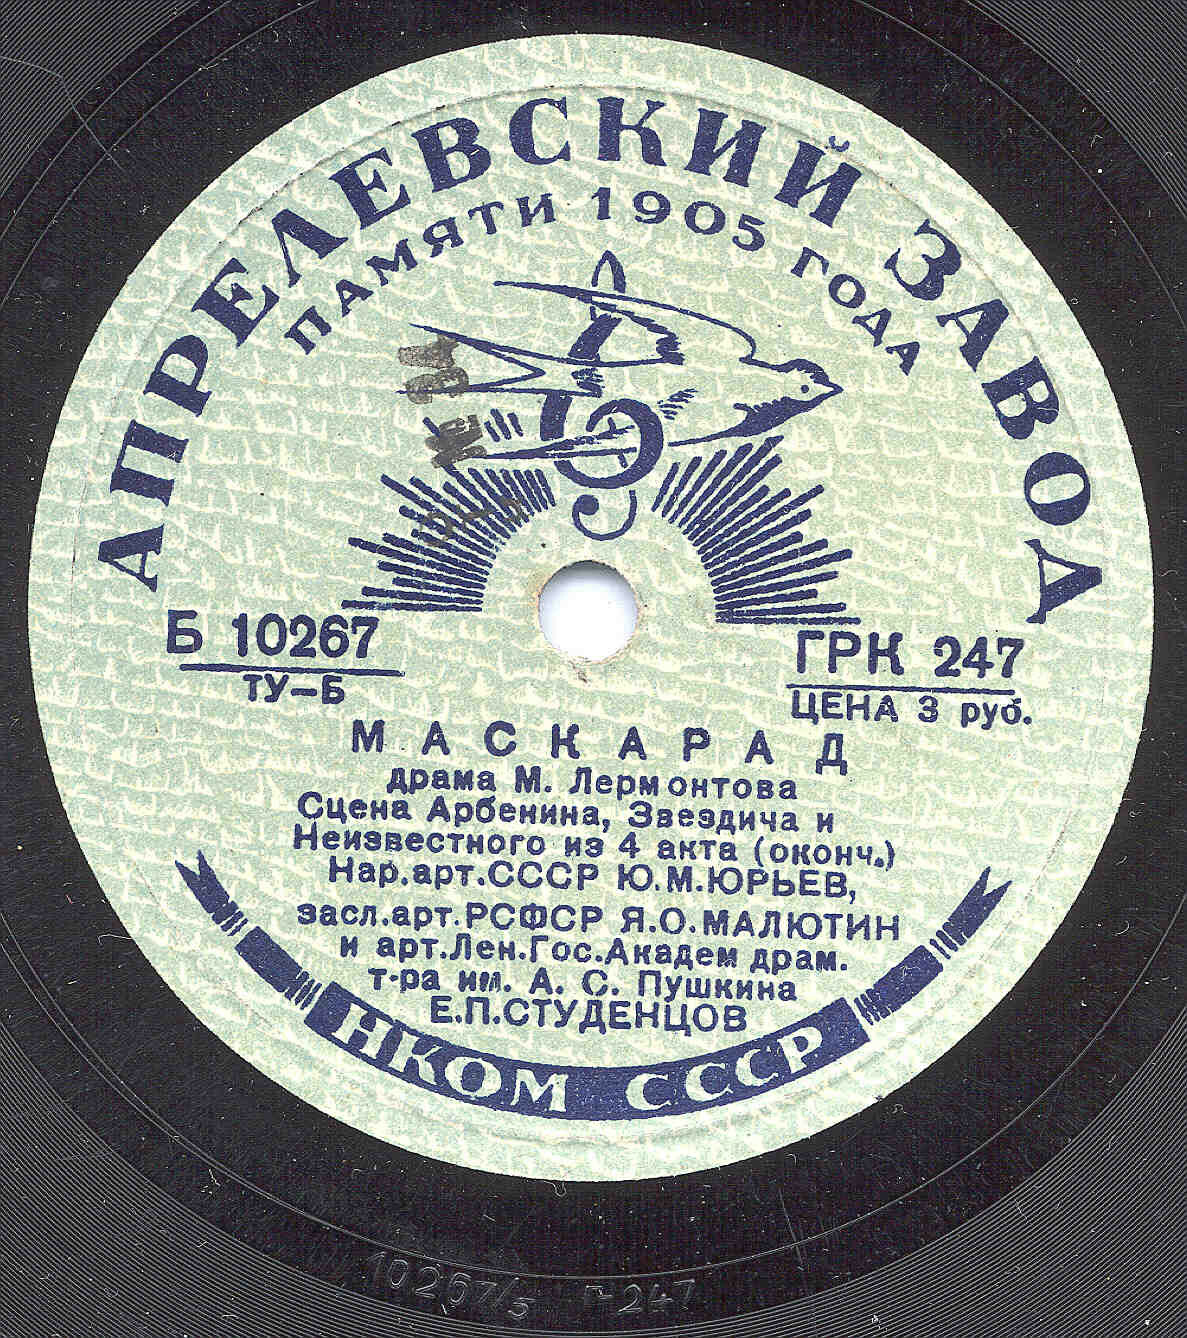 АПРЕЛЕВСКИЙ ЗАВОД
ПАМЯТИ 1905 ГОДА
Б 10267
ТУ-Б
ГРК 247
ЦЕНА 3 руб.
МАСКАРАД
драма М. Лермонтова
Сцена Арбенина, Звездича и
Неизвестного из 4 акта (оконч.)
Нар.арт.СССР Ю.М.ЮРЬЕВ,
засл.арт.РСФСР Я.О.МАЛЮТИН
и арт.Лен.Гос.Академ драм.
т-ра им. А. С. Пушкина
Е.П.СТУДЕНЦОВ
НКОМ СССР
10267/5 Г-247